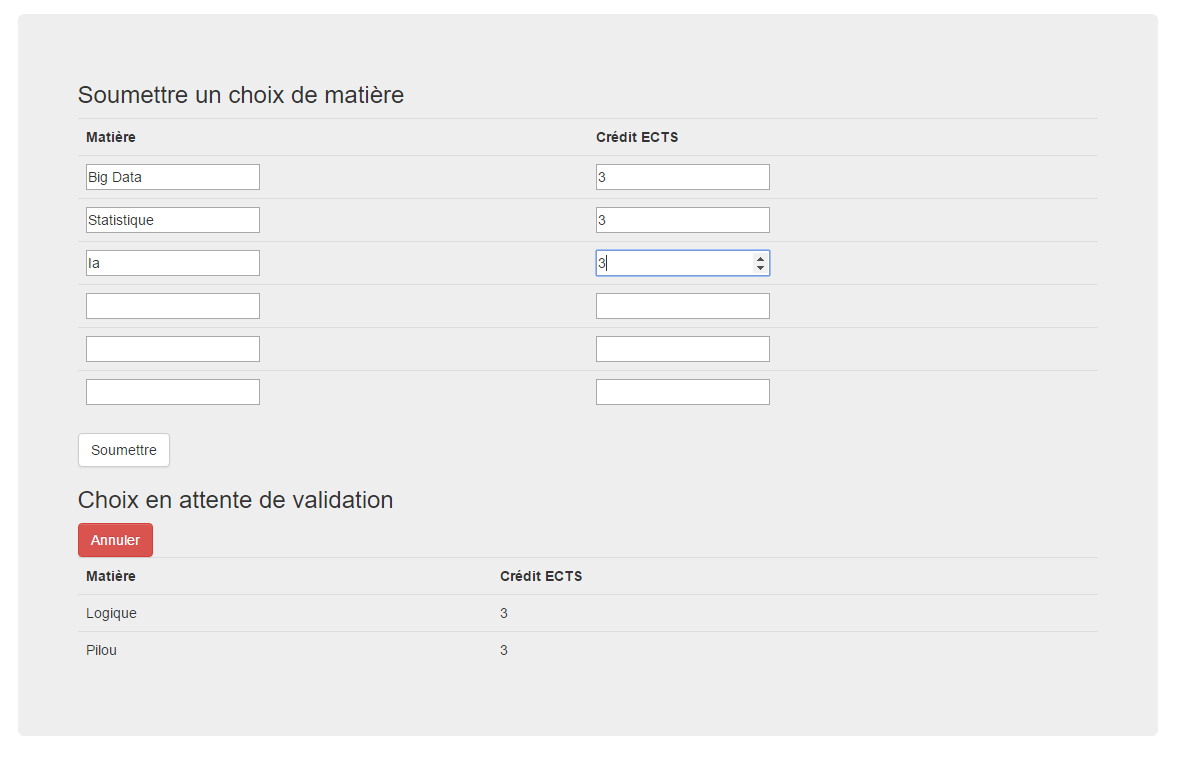 Soumettre un choix de matière
Matière Crédit ECTS
Big Data 3
Statistique 3
Ia 3
Soumettre
Choix en attente de validation
Annuler
Matière Crédit ECTS
Logique 3
Pilou 3